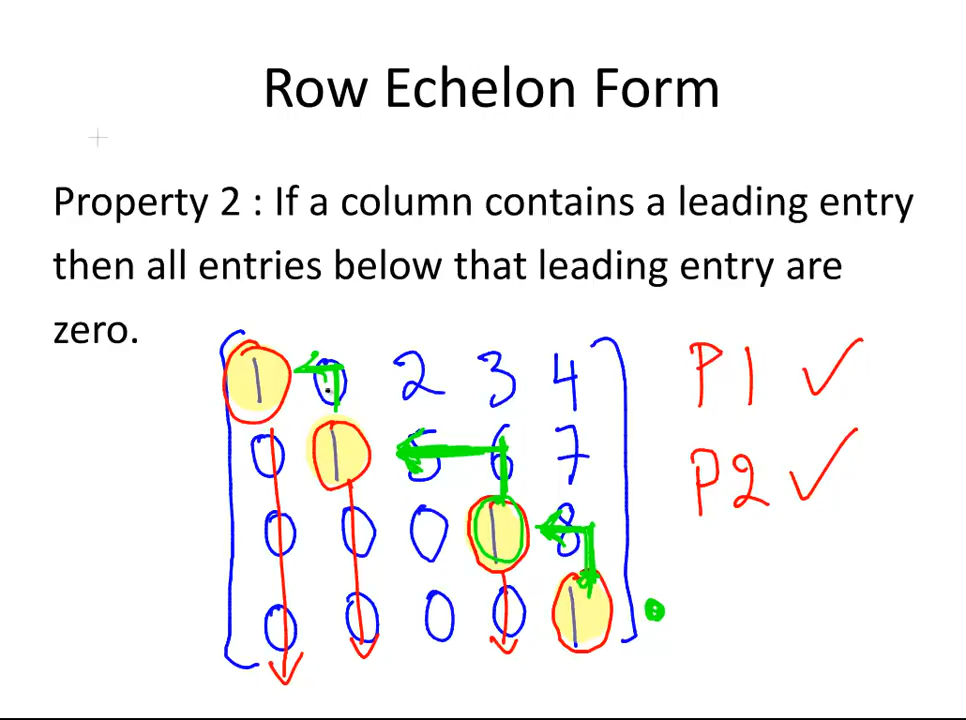 Row Echelon Form
Property 2 : If a column contains a leading entry
then all entries below that leading entry are
zero.
1 0 2 3 4
0 1 5 6 7
0 0 0 1 8
0 0 0 0 1
P1 ✓
P2 ✓